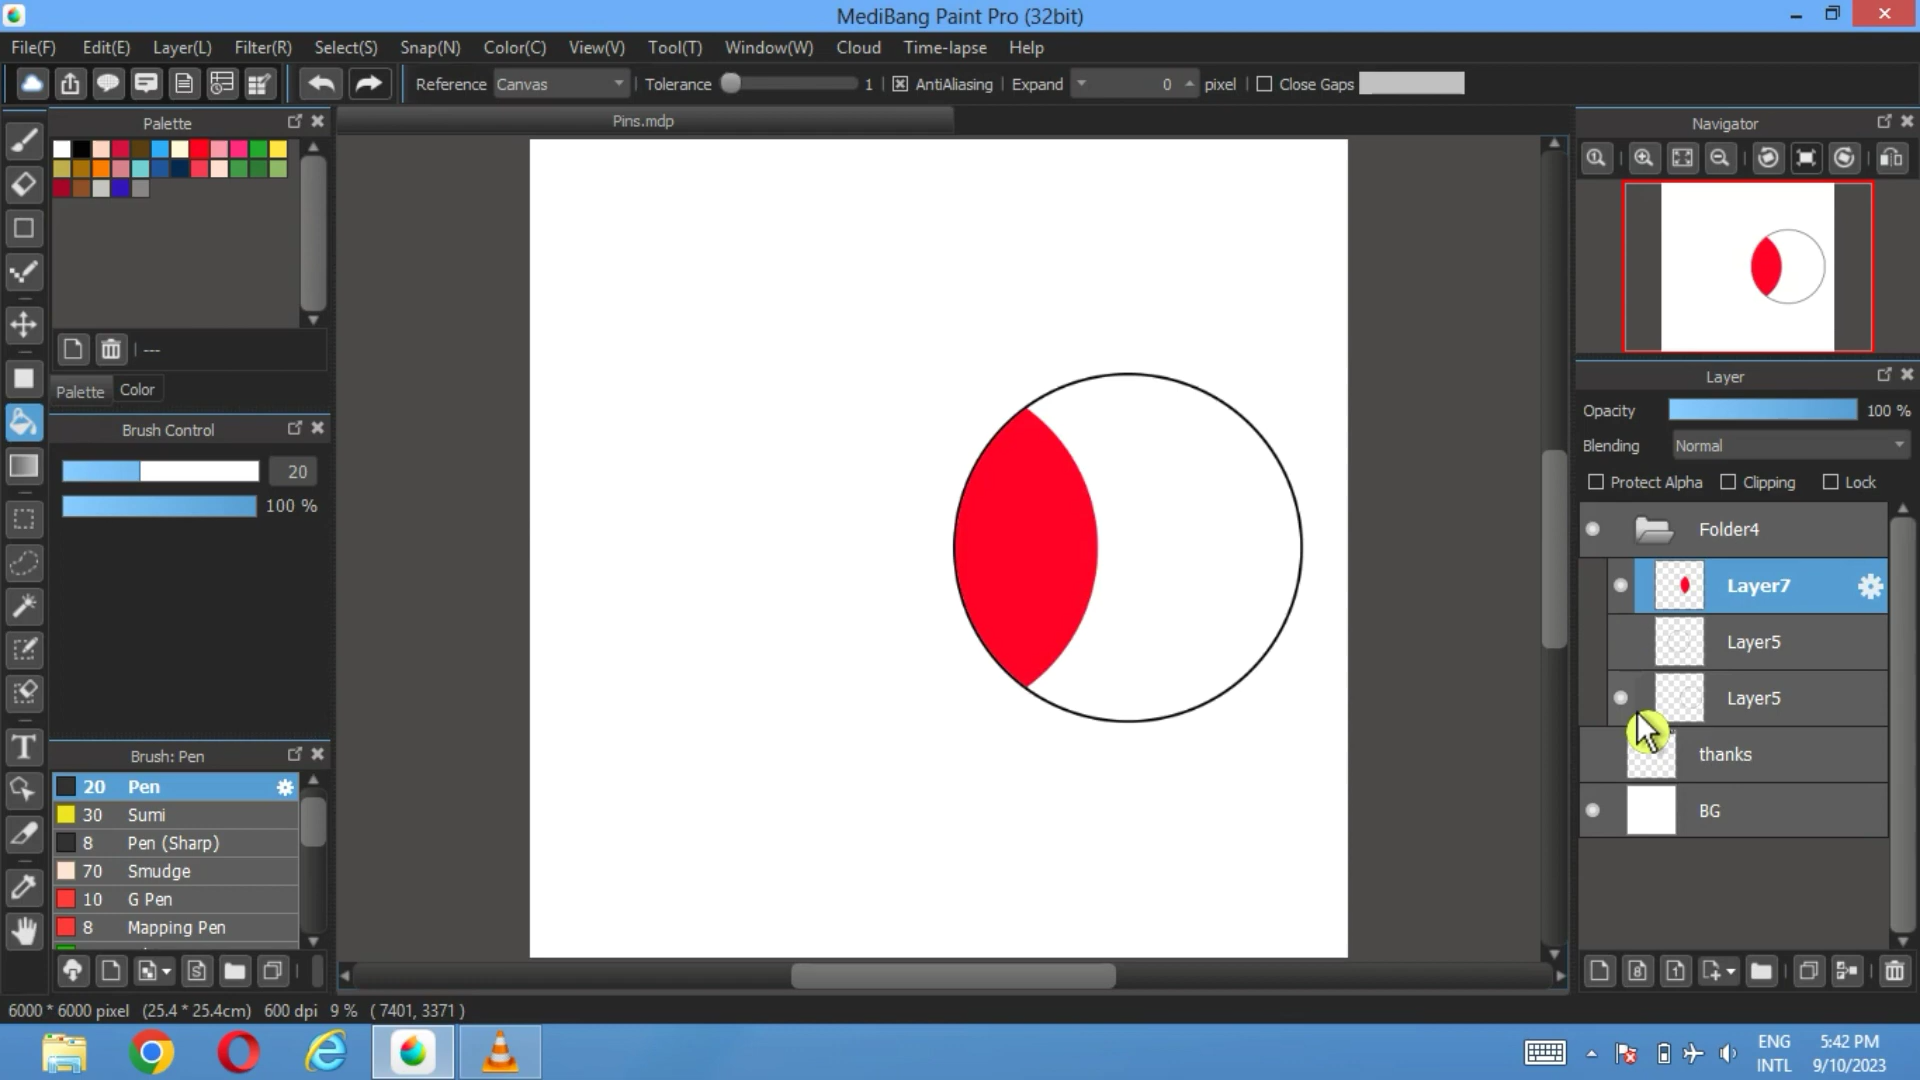 MediBang Paint Pro (32bit)
File(F) Edit(E) Layer(L) Filter(R) Select(S) Snap(N) Color(C) View(V) Tool(T) Window(W) Cloud Time-lapse Help
Reference Canvas Tolerance 1 AntiAliasing Expand 0 pixel Close Gaps
Palette
Pins.mdp
Navigator
---
Palette Color
Brush Control
20
100 %
Brush: Pen
20 Pen
30 Sumi
8 Pen (Sharp)
70 Smudge
10 G Pen
8 Mapping Pen
Layer
Opacity 100 %
Blending Normal
Protect Alpha Clipping Lock
Folder4
Layer7
Layer5
Layer5
thanks
BG
6000 * 6000 pixel (25.4 * 25.4cm) 600 dpi 9 % ( 7401, 3371 )
ENG
INTL
5:42 PM
9/10/2023